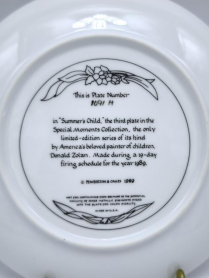 This is Plate Number
in "Summer's Child," the third plate in the
Special Moments Collection, the only
limited-edition series of its kind
by America's beloved painter of children,
Donald Zolan. Made during a 19-day
firing schedule for the year 1989.
© PEMBERTON & OAKES 1989